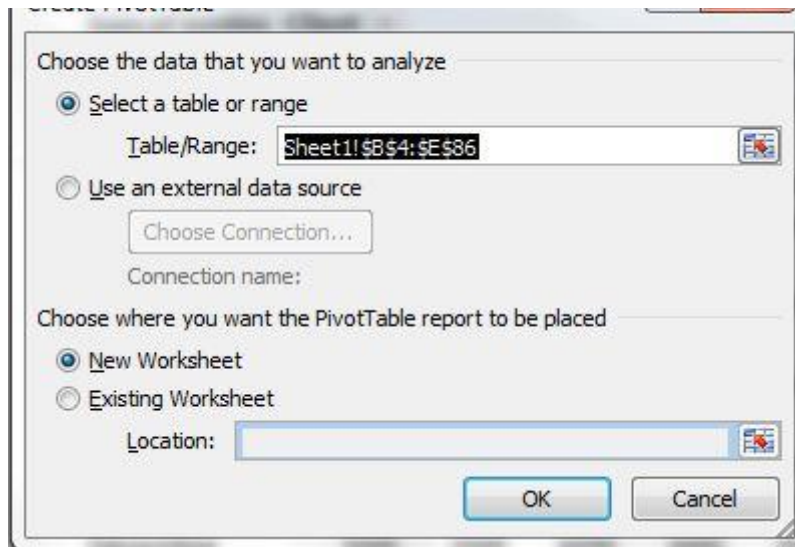 Create PivotTable
Choose the data that you want to analyze
Select a table or range
Table/Range: Sheet1!$B$4:$E$86
Use an external data source
Choose Connection...
Connection name:
Choose where you want the PivotTable report to be placed
New Worksheet
Existing Worksheet
Location:
OK Cancel